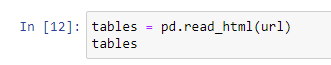 In [12]: tables = pd.read_html(url)
tables